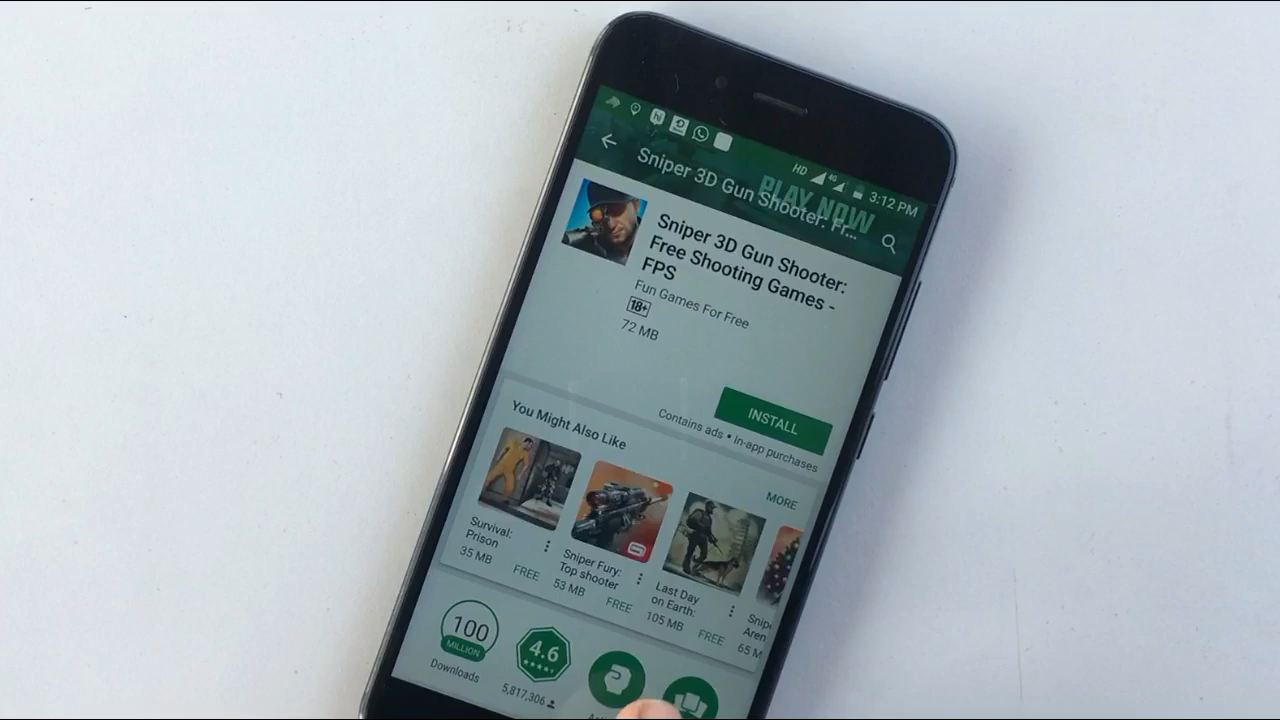 HD 4G 3:12 PM
PLAY NOW
Sniper 3D Gun Shooter: Fr...
Sniper 3D Gun Shooter:
Free Shooting Games -
FPS
Fun Games For Free
18+
72 MB
INSTALL
Contains ads • In-app purchases
You Might Also Like
MORE
Survival:
Prison
35 MB
FREE
Sniper Fury:
Top shooter
53 MB
FREE
Last Day
on Earth:
105 MB
FREE
Snip
Aren
65 M
100
MILLION
Downloads
4.6
5,817,306